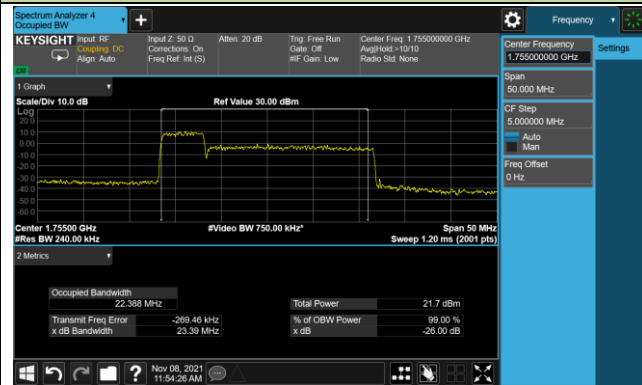 Spectrum Analyzer 4
Occupied BW
Frequency
KEYSIGHT
Input: RF
Coupling: DC
Align: Auto
Input Z: 50 Ω
Corrections: On
Freq Ref: Int (S)
Atten: 20 dB
Trig: Free Run
Gate: Off
#IF Gain: Low
Center Freq: 1.755000000 GHz
Avg|Hold:>10/10
Radio Std: None
LXI
Center Frequency
1.755000000 GHz
Settings
Span
50.000 MHz
CF Step
5.000000 MHz
Auto
Man
Freq Offset
0 Hz
1 Graph
Scale/Div 10.0 dB
Ref Value 30.00 dBm
Log
20.0
10.0
0.00
-10.0
-20.0
-30.0
-40.0
-50.0
-60.0
Center 1.75500 GHz
#Video BW 750.00 kHz*
Span 50 MHz
#Res BW 240.00 kHz
Sweep 1.20 ms (2001 pts)
2 Metrics
Occupied Bandwidth
22.388 MHz
Total Power
21.7 dBm
Transmit Freq Error
-269.46 kHz
% of OBW Power
99.00 %
x dB Bandwidth
23.39 MHz
x dB
-26.00 dB
Nov 08, 2021
11:54:26 AM